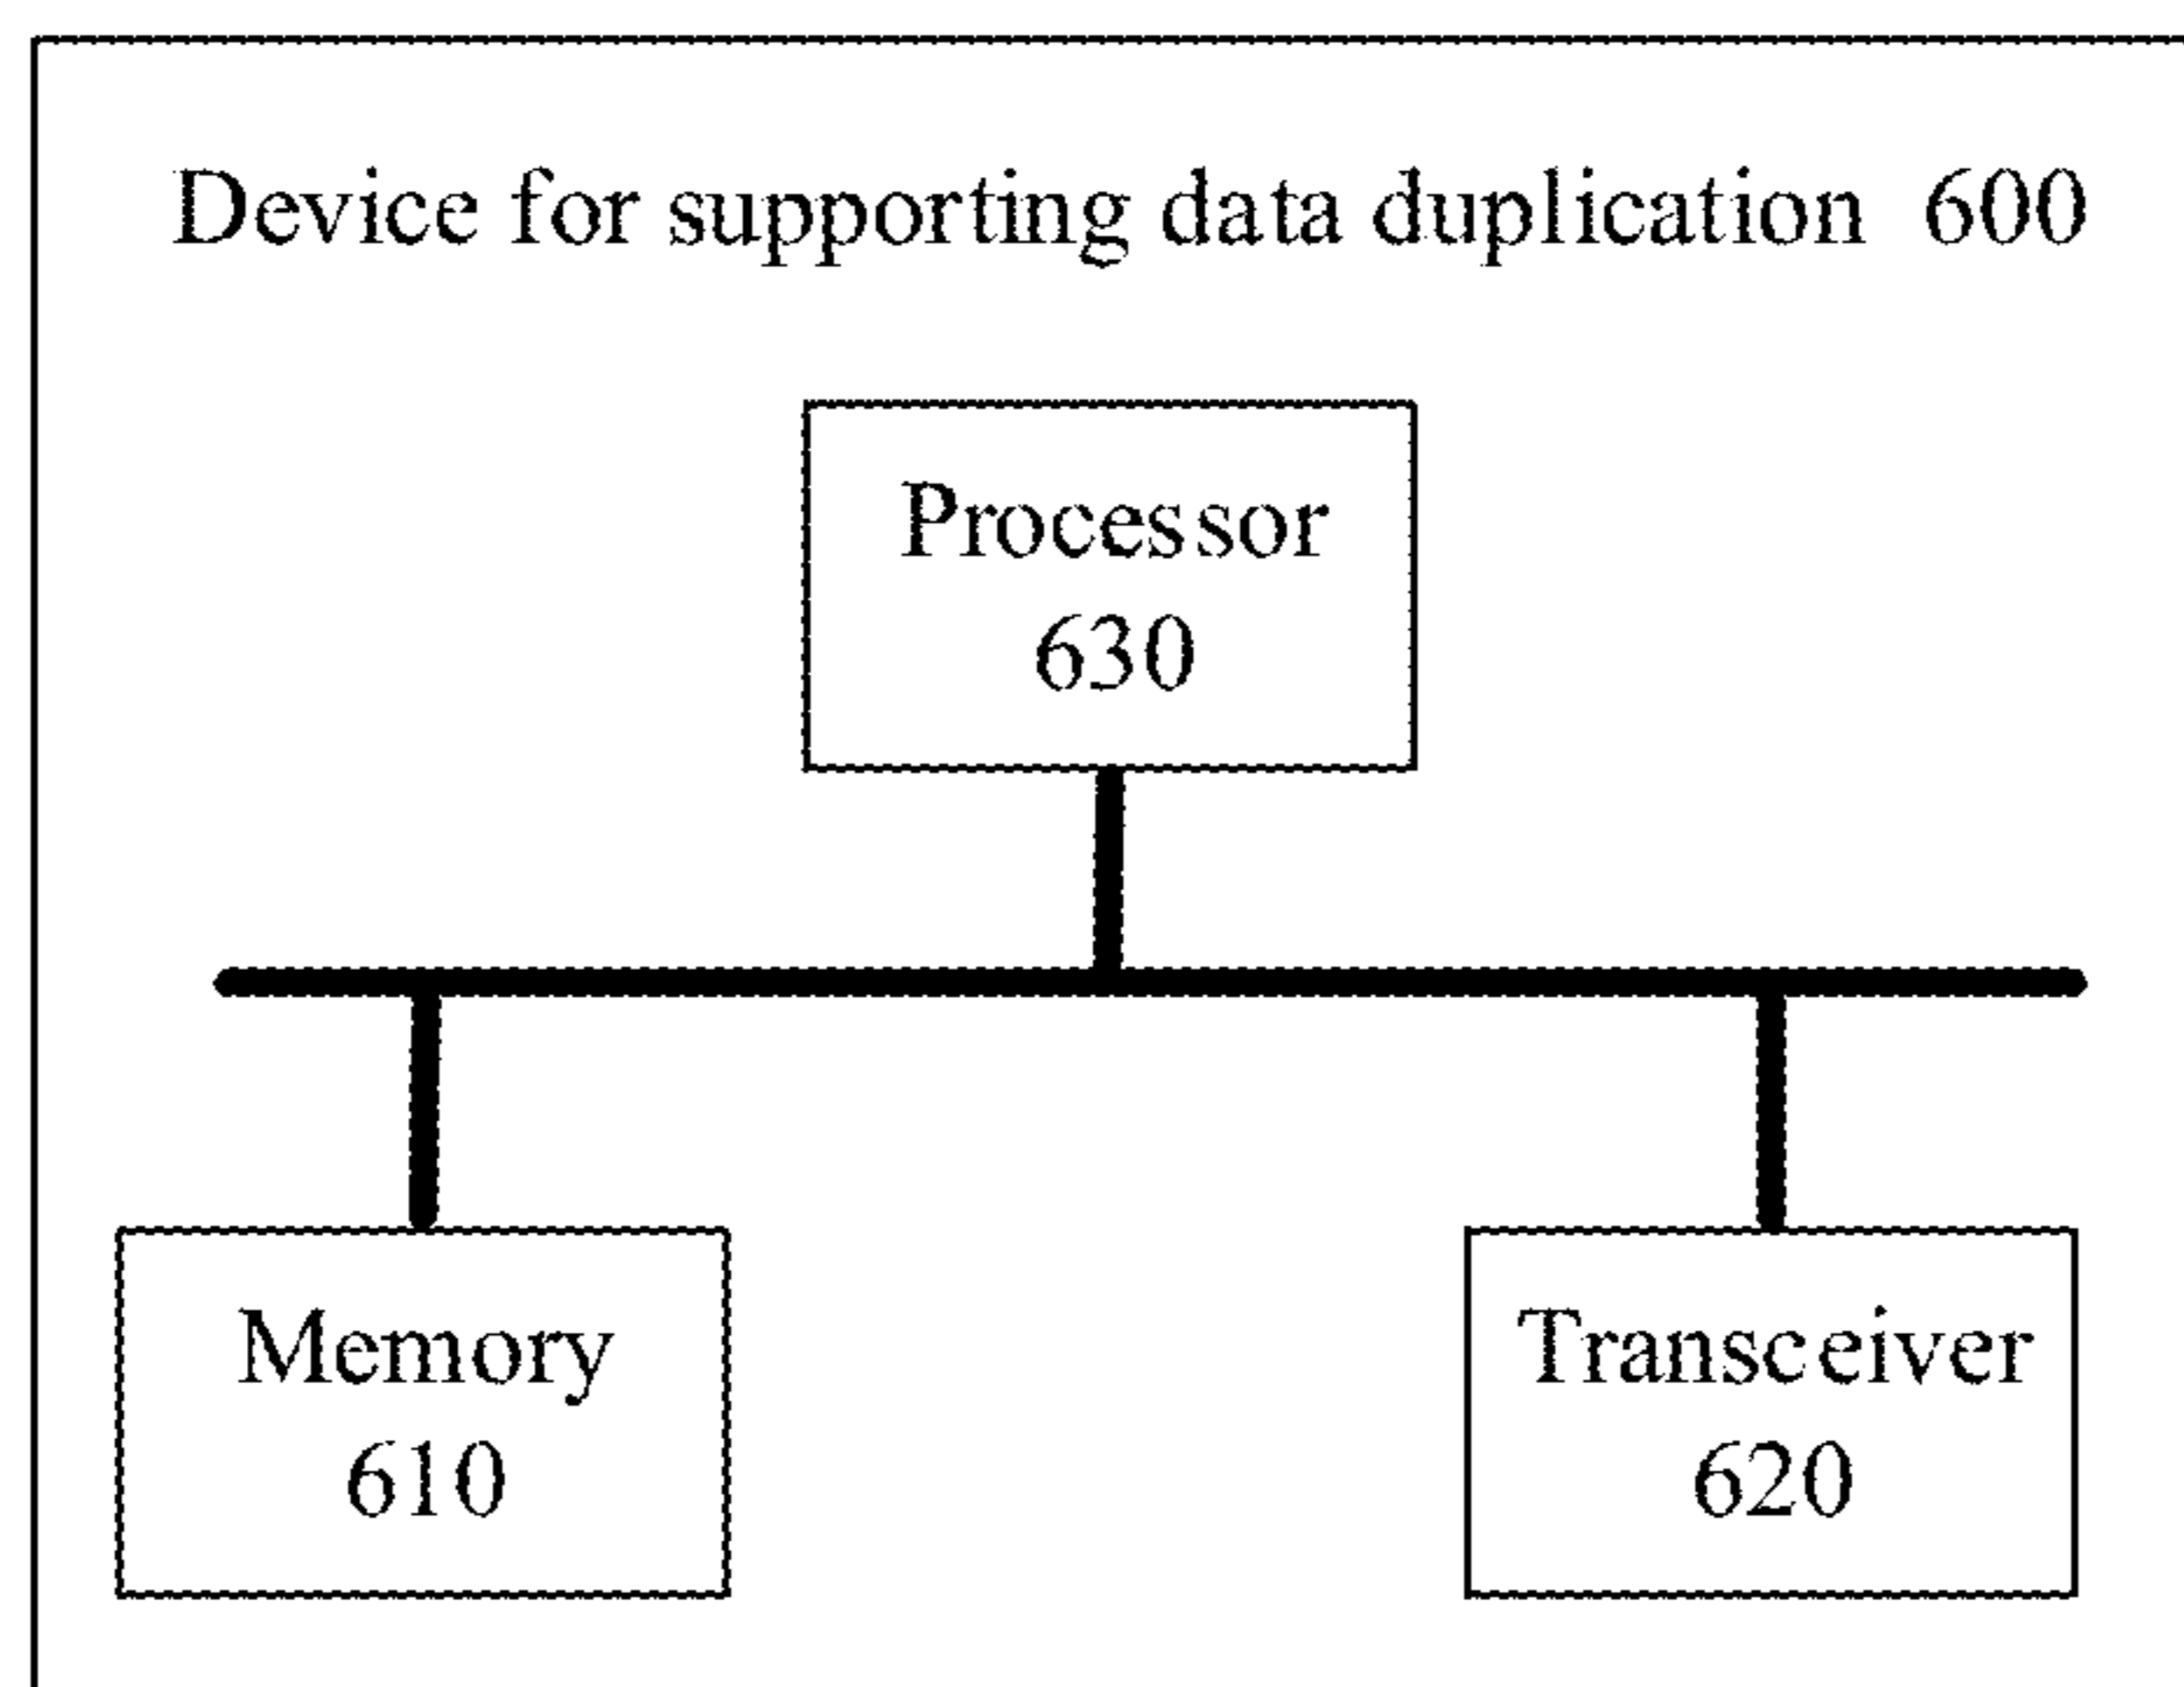 Device for supporting data duplication 600
Processor
630
Memory
610
Transceiver
620